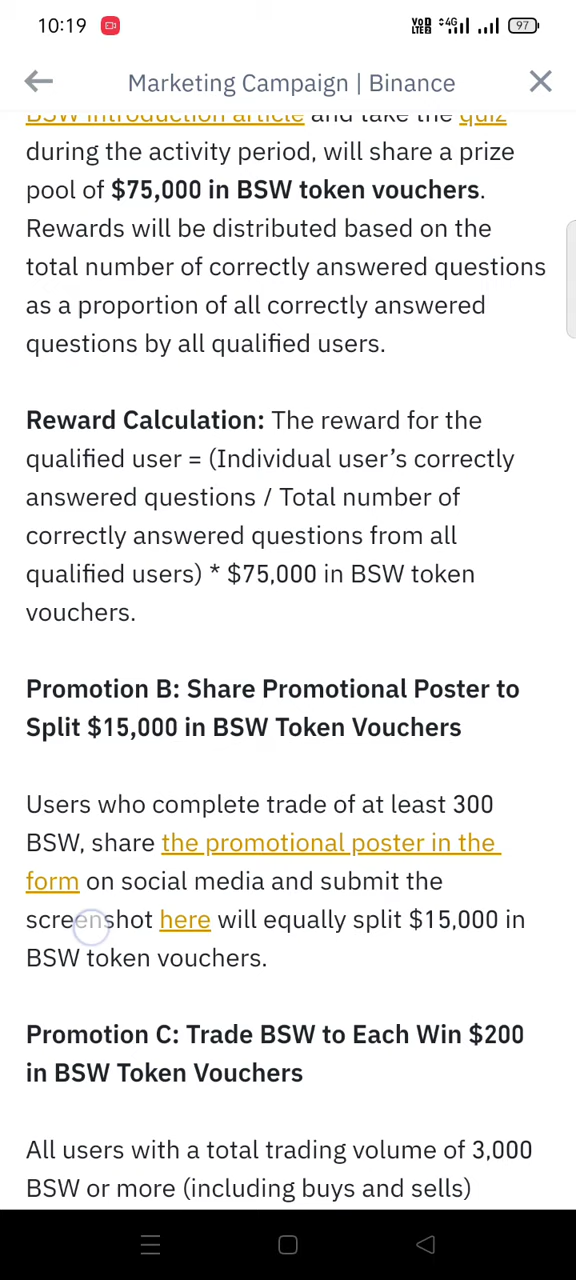 10:19
VoD LTE 4G 97
Marketing Campaign | Binance
BSW introduction article and take the quiz
during the activity period, will share a prize
pool of $75,000 in BSW token vouchers.
Rewards will be distributed based on the
total number of correctly answered questions
as a proportion of all correctly answered
questions by all qualified users.
Reward Calculation: The reward for the
qualified user = (Individual user’s correctly
answered questions / Total number of
correctly answered questions from all
qualified users) * $75,000 in BSW token
vouchers.
Promotion B: Share Promotional Poster to
Split $15,000 in BSW Token Vouchers
Users who complete trade of at least 300
BSW, share the promotional poster in the
form on social media and submit the
screenshot here will equally split $15,000 in
BSW token vouchers.
Promotion C: Trade BSW to Each Win $200
in BSW Token Vouchers
All users with a total trading volume of 3,000
BSW or more (including buys and sells)